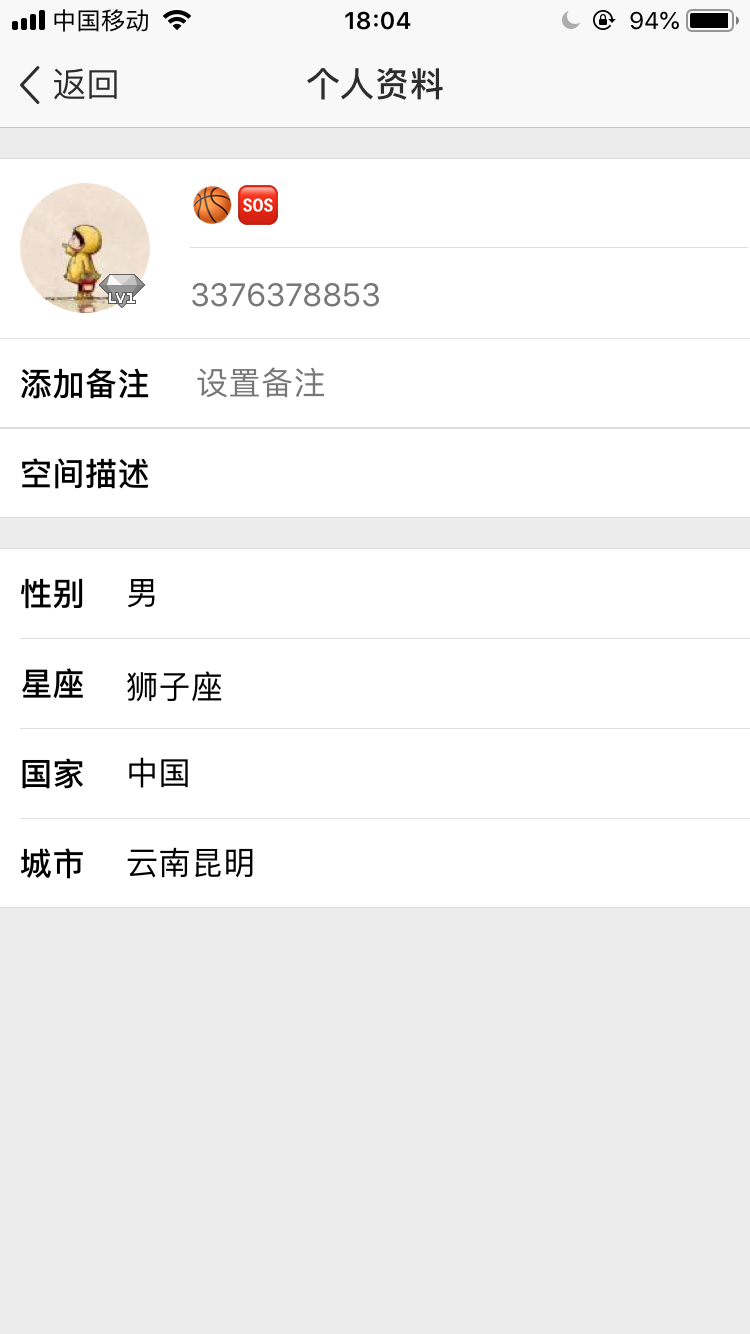 中国移动 18:04 94%
返回 个人资料
🏀🆘
LV1
3376378853
添加备注 设置备注
空间描述
性别 男
星座 狮子座
国家 中国
城市 云南昆明